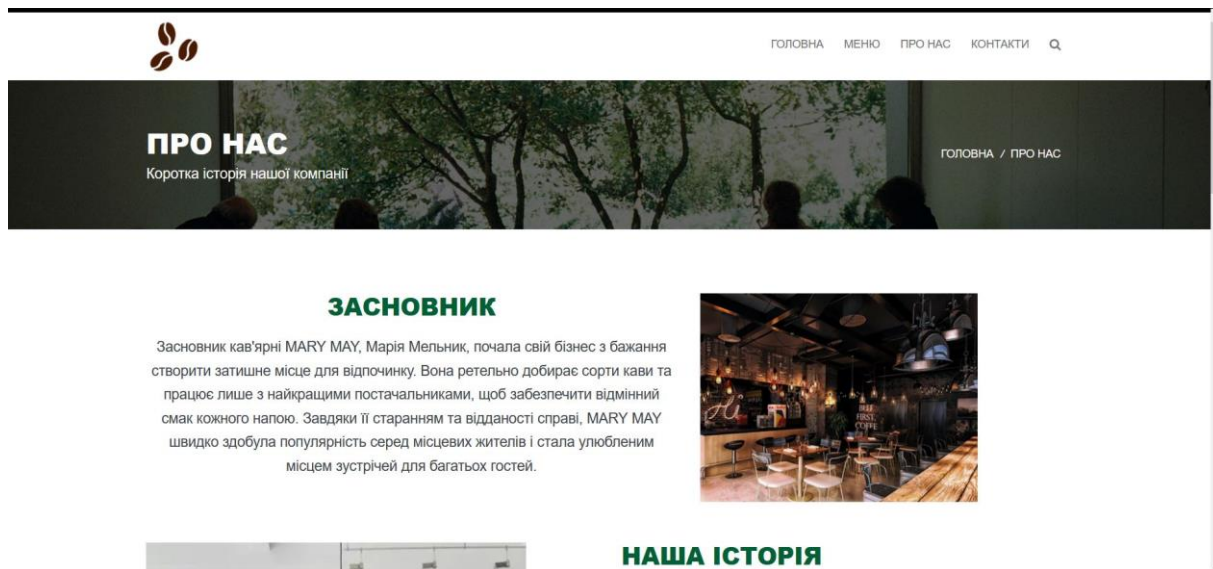 ГОЛОВНА МЕНЮ ПРО НАС КОНТАКТИ
ПРО НАС
Коротка історія нашої компанії
ГОЛОВНА / ПРО НАС
ЗАСНОВНИК
Засновник кав'ярні MARY MAY, Марія Мельник, почала свій бізнес з бажання
створити затишне місце для відпочинку. Вона ретельно добирає сорти кави та
працює лише з найкращими постачальниками, щоб забезпечити відмінний
смак кожного напою. Завдяки її старанням та відданості справі, MARY MAY
швидко здобула популярність серед місцевих жителів і стала улюбленим
місцем зустрічей для багатьох гостей.
Hi
FIRST,
НАША ІСТОРІЯ